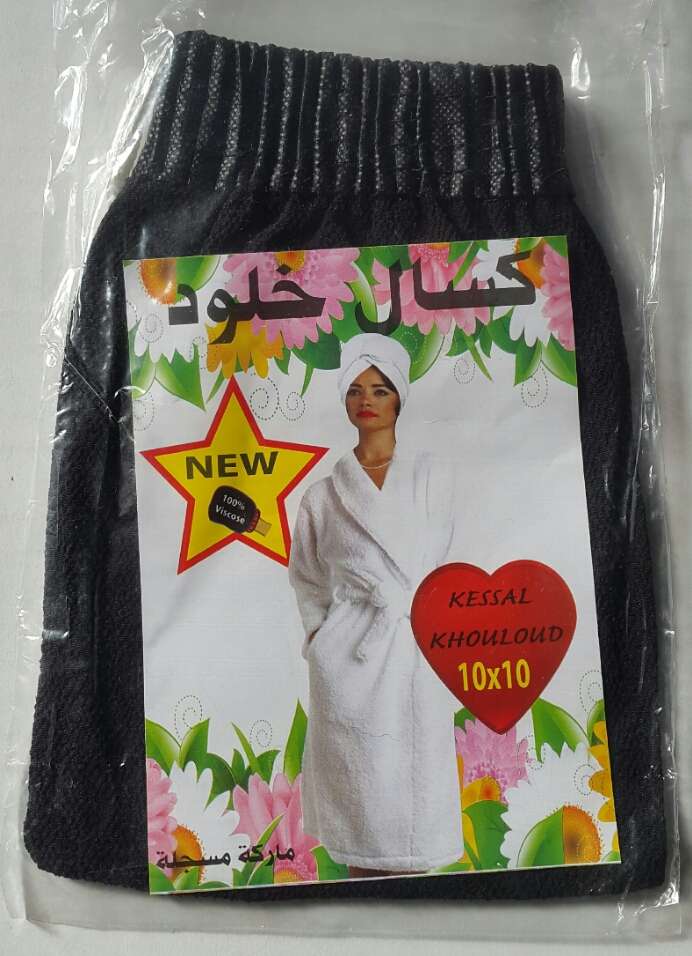 كسال خلود
NEW
100%
Viscose
KESSAL
KHOULOUD
10x10
ماركة مسجلة